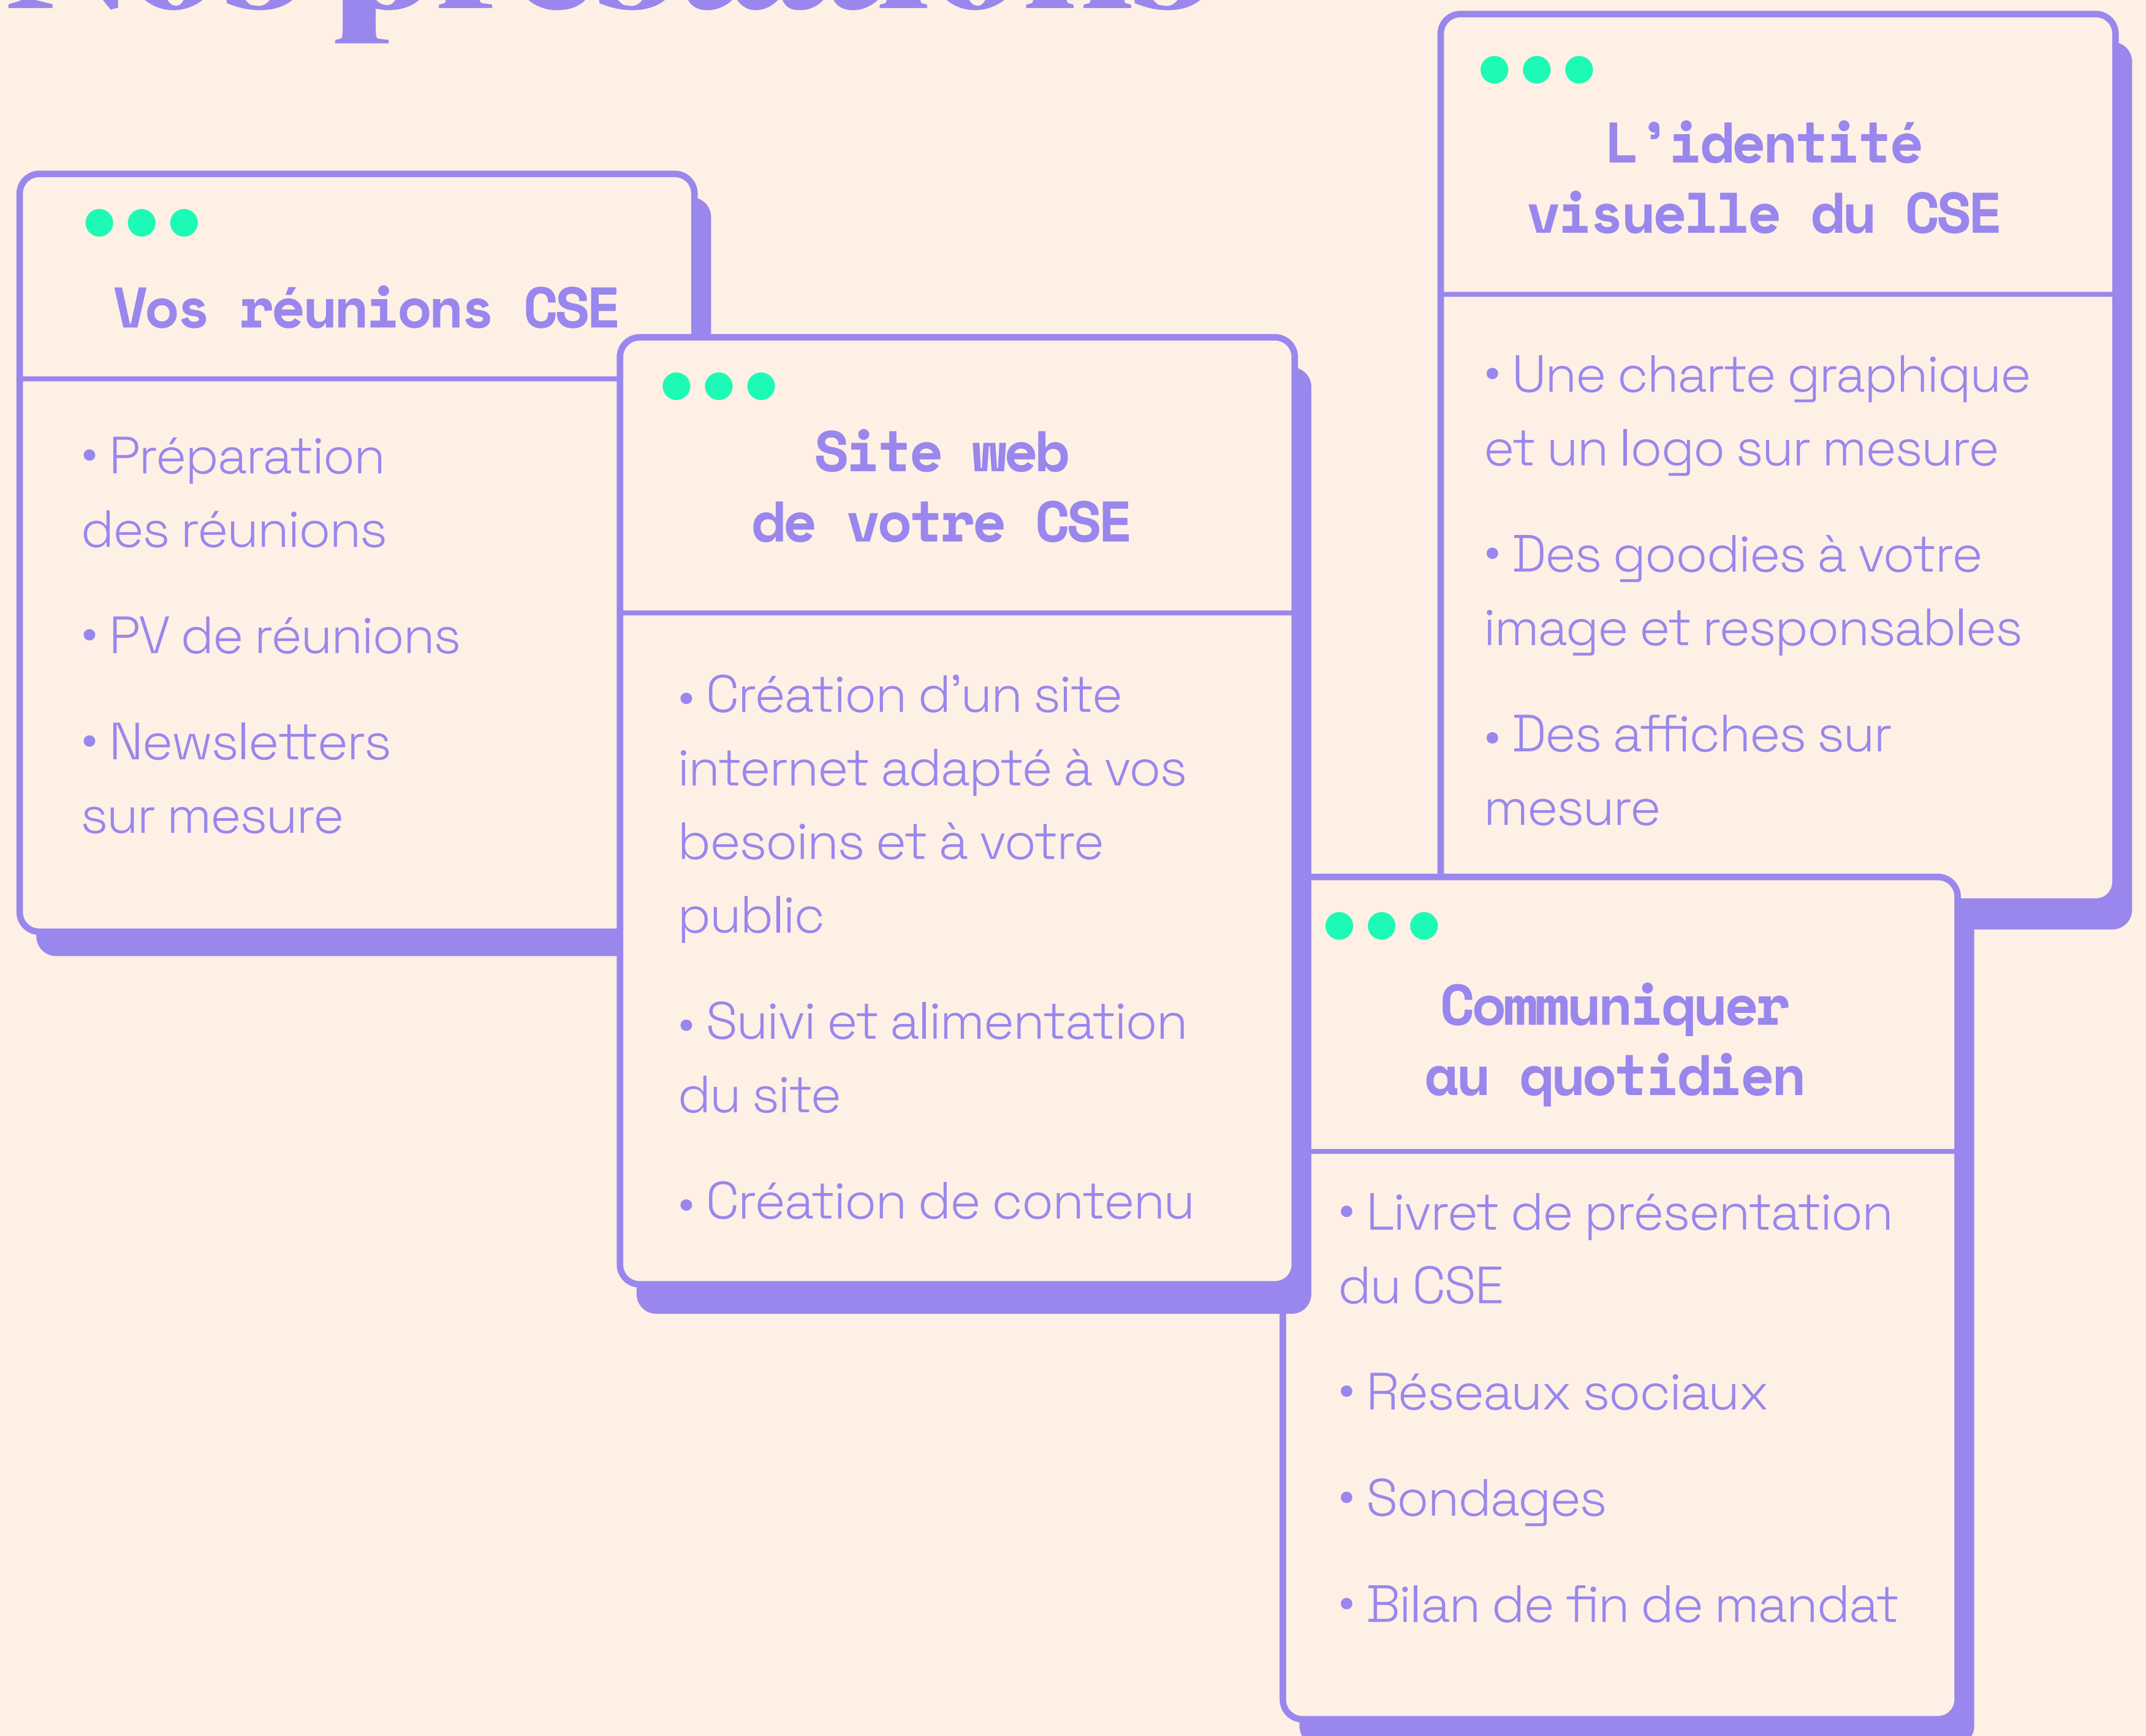 Vos réunions CSE
• Préparation
des réunions
• PV de réunions
• Newsletters
sur mesure
Site web
de votre CSE
• Création d’un site
internet adapté à vos
besoins et à votre
public
• Suivi et alimentation
du site
• Création de contenu
L’identité
visuelle du CSE
• Une charte graphique
et un logo sur mesure
• Des goodies à votre
image et responsables
• Des affiches sur
mesure
Communiquer
au quotidien
• Livret de présentation
du CSE
• Réseaux sociaux
• Sondages
• Bilan de fin de mandat